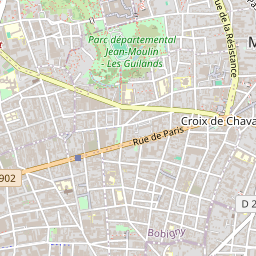 Parc départemental
Jean-Moulin
- Les Guilands
Rue de la Résistance
M
Croix de Chava
Rue de Paris
902
D 2
Bobigny